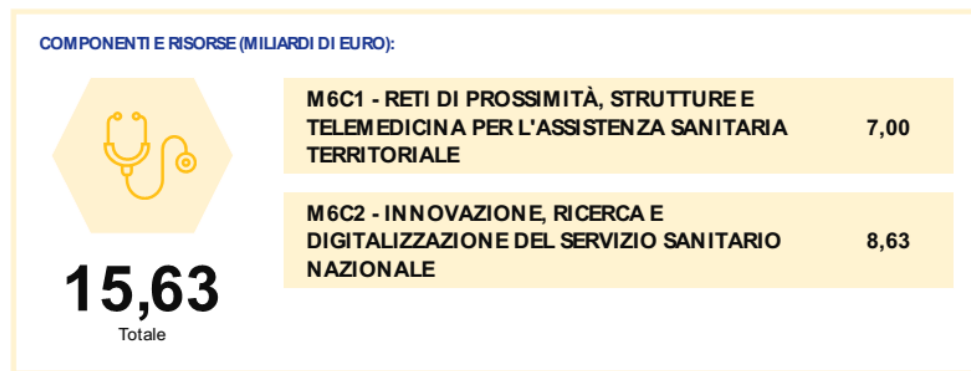 COMPONENTI E RISORSE (MILIARDI DI EURO):
M6C1 - RETI DI PROSSIMITÀ, STRUTTURE E
TELEMEDICINA PER L'ASSISTENZA SANITARIA
TERRITORIALE
7,00
M6C2 - INNOVAZIONE, RICERCA E
DIGITALIZZAZIONE DEL SERVIZIO SANITARIO
NAZIONALE
8,63
15,63
Totale